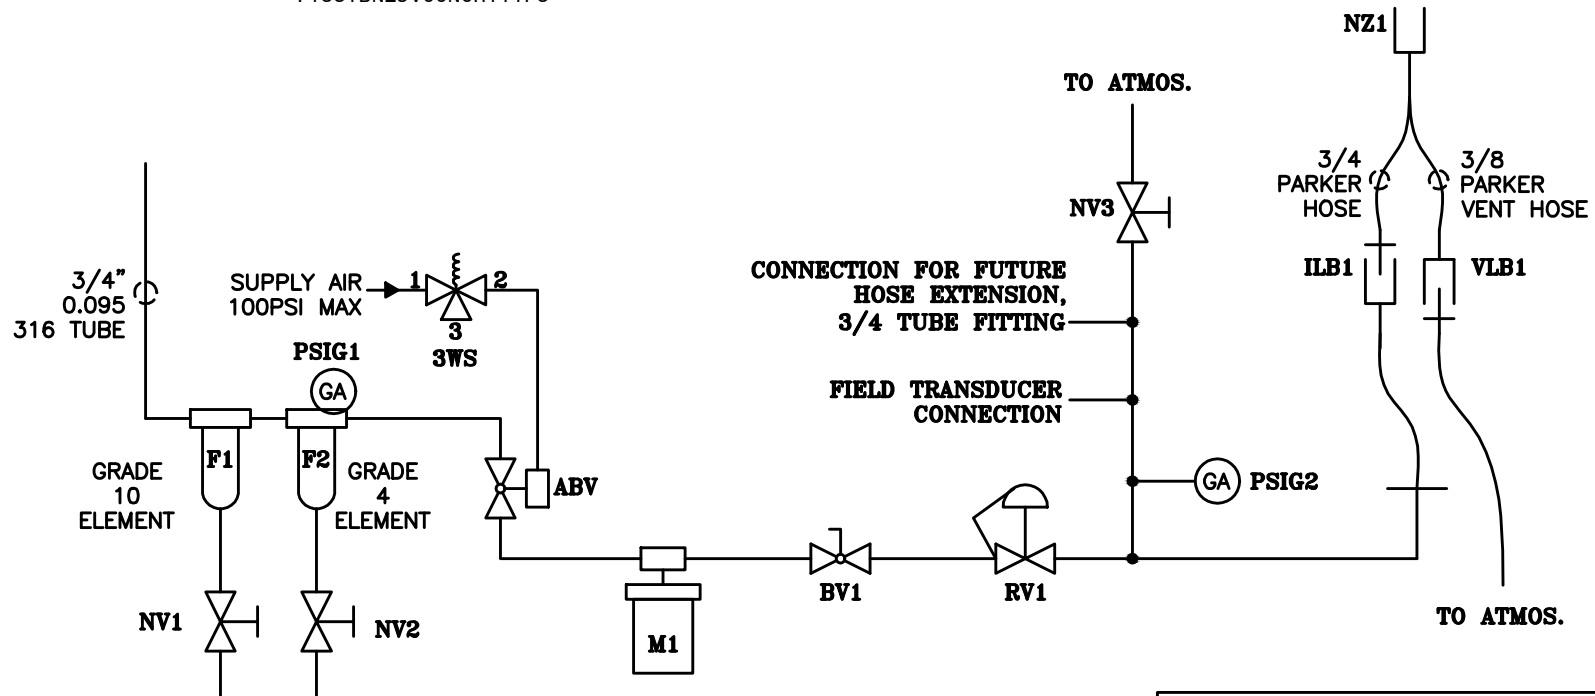 NZ1
TO ATMOS.
3/4
PARKER
HOSE
3/8
PARKER
VENT HOSE
NV3
3/4"
0.095
316 TUBE
SUPPLY AIR
100PSI MAX
1
2
3
3WS
CONNECTION FOR FUTURE
HOSE EXTENSION,
3/4 TUBE FITTING
ILB1
VLB1
PSIG1
GA
FIELD TRANSDUCER
CONNECTION
F1
F2
GRADE
10
ELEMENT
GRADE
4
ELEMENT
ABV
GA
PSIG2
BV1
RV1
NV1
NV2
M1
TO ATMOS.